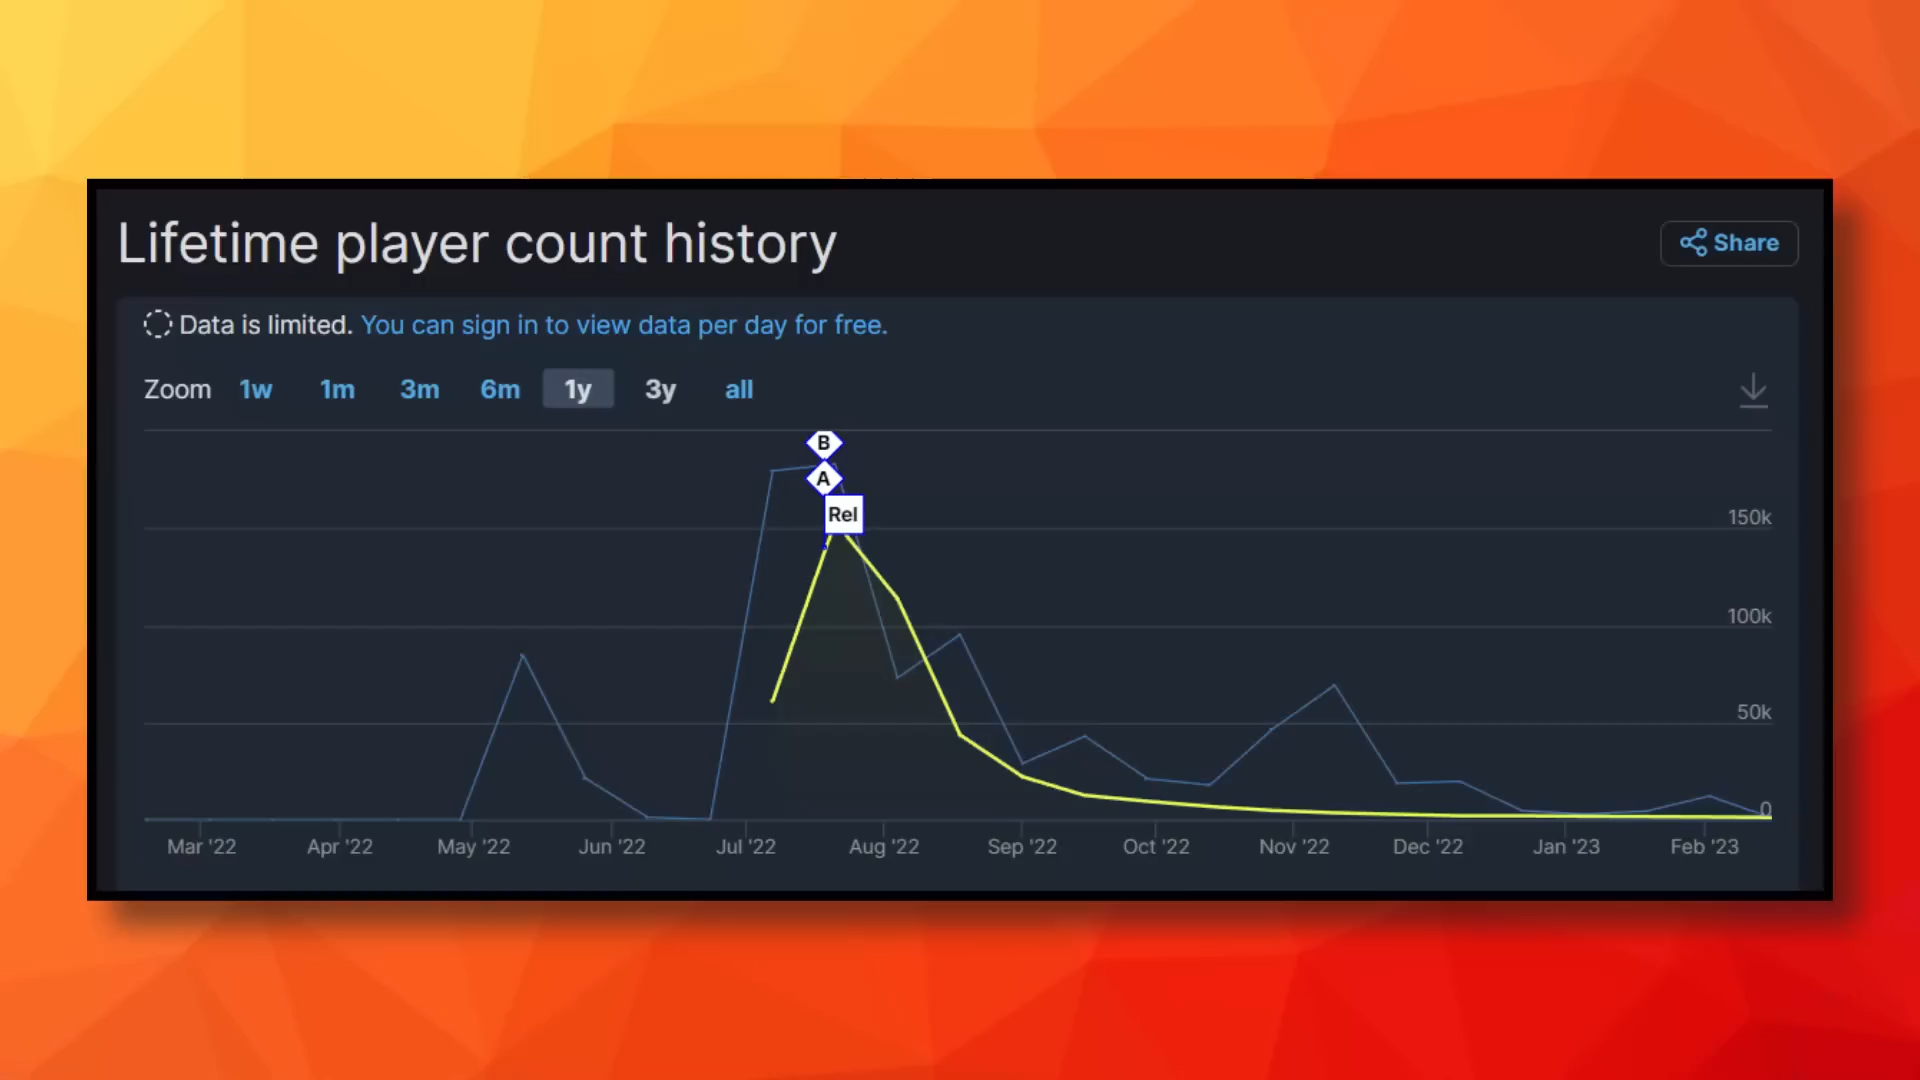 Lifetime player count history
Share
Data is limited. You can sign in to view data per day for free.
Zoom 1w 1m 3m 6m 1y 3y all
B
A
Rel
150k
100k
50k
0
Mar '22 Apr '22 May '22 Jun '22 Jul '22 Aug '22 Sep '22 Oct '22 Nov '22 Dec '22 Jan '23 Feb '23